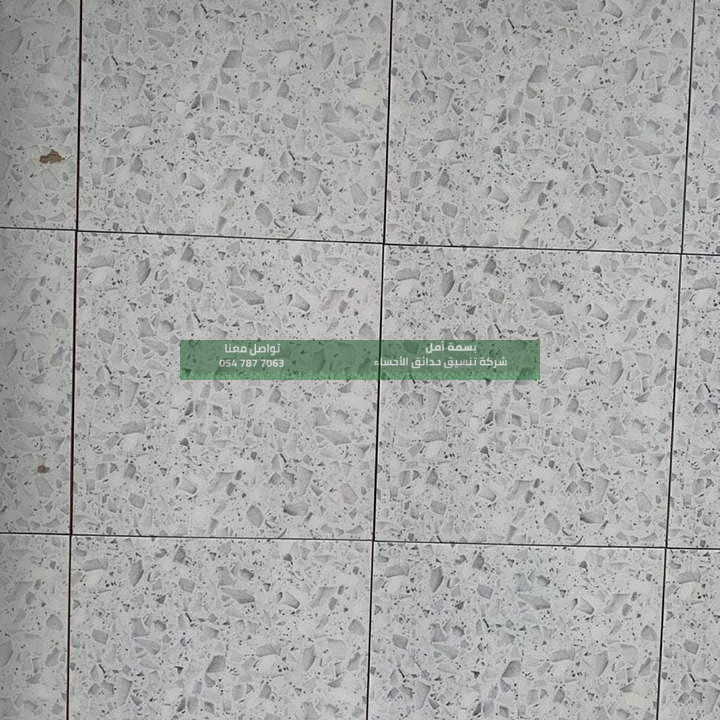 بسمة أمل
شركة تنسيق حدائق الأحساء
تواصل معنا
054 787 7063